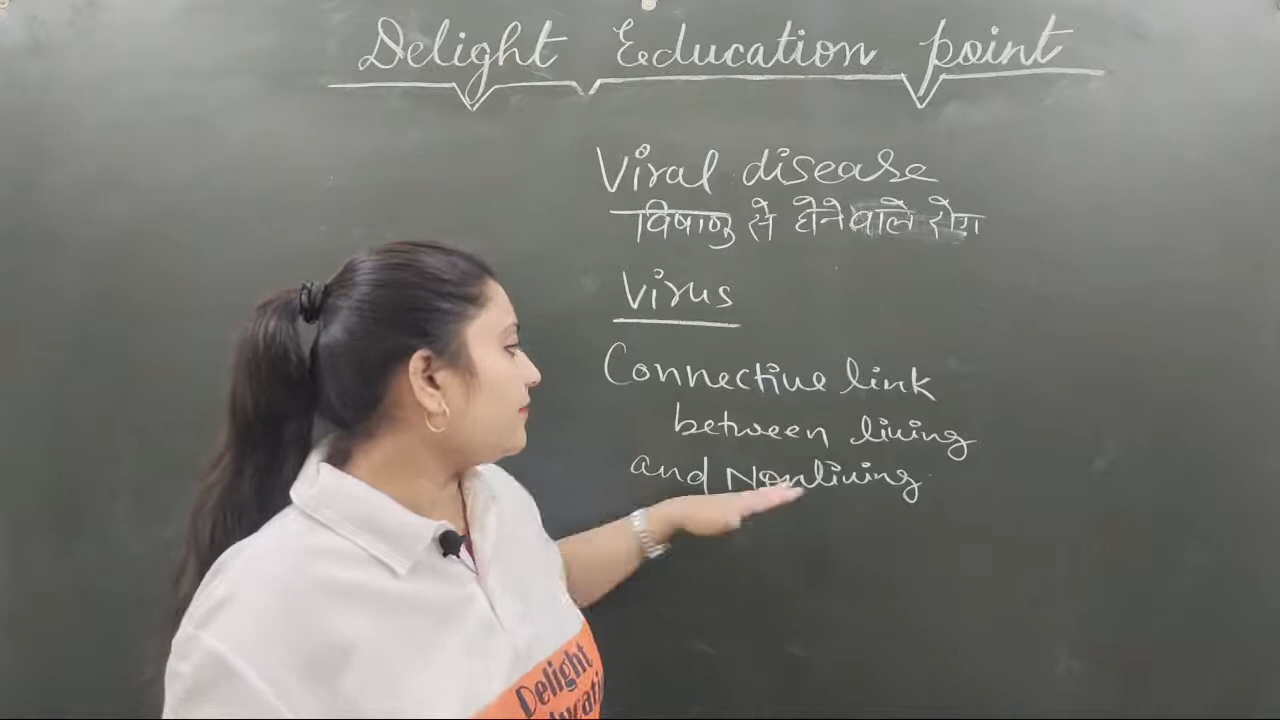 Delight Education point
Viral disease
विषाणु से होने वाले रोग
Virus
Connective link
between living
and Nonliving
Delight